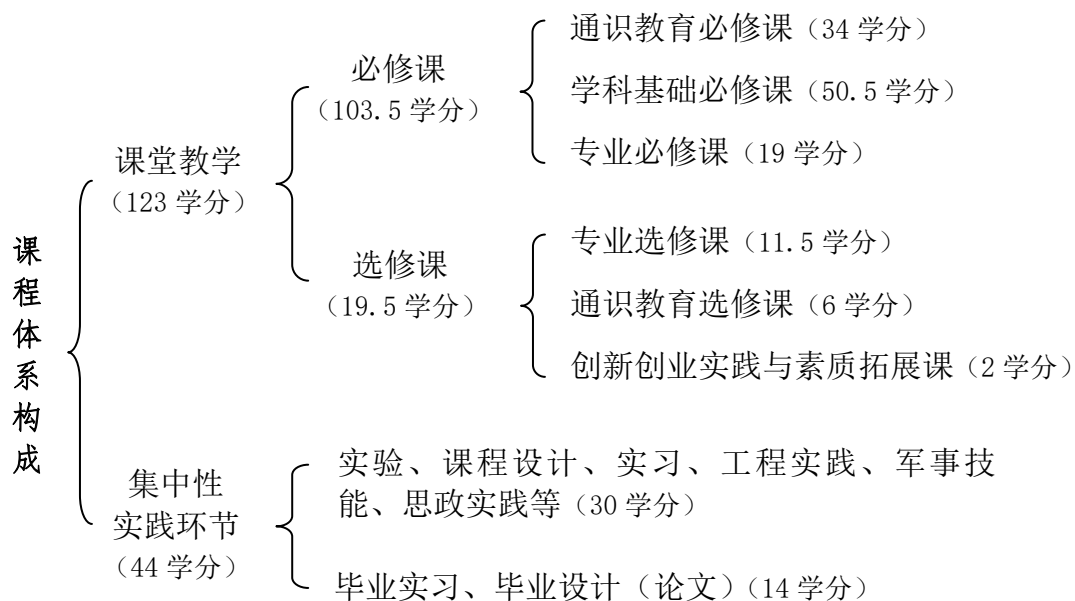 课程体系构成
课堂教学
（123 学分）
必修课
（103.5 学分）
通识教育必修课（34 学分）
学科基础必修课（50.5 学分）
专业必修课（19 学分）
选修课
（19.5 学分）
专业选修课（11.5 学分）
通识教育选修课（6 学分）
创新创业实践与素质拓展课（2 学分）
集中性
实践环节
（44 学分）
实验、课程设计、实习、工程实践、军事技
能、思政实践等（30 学分）
毕业实习、毕业设计（论文）（14 学分）